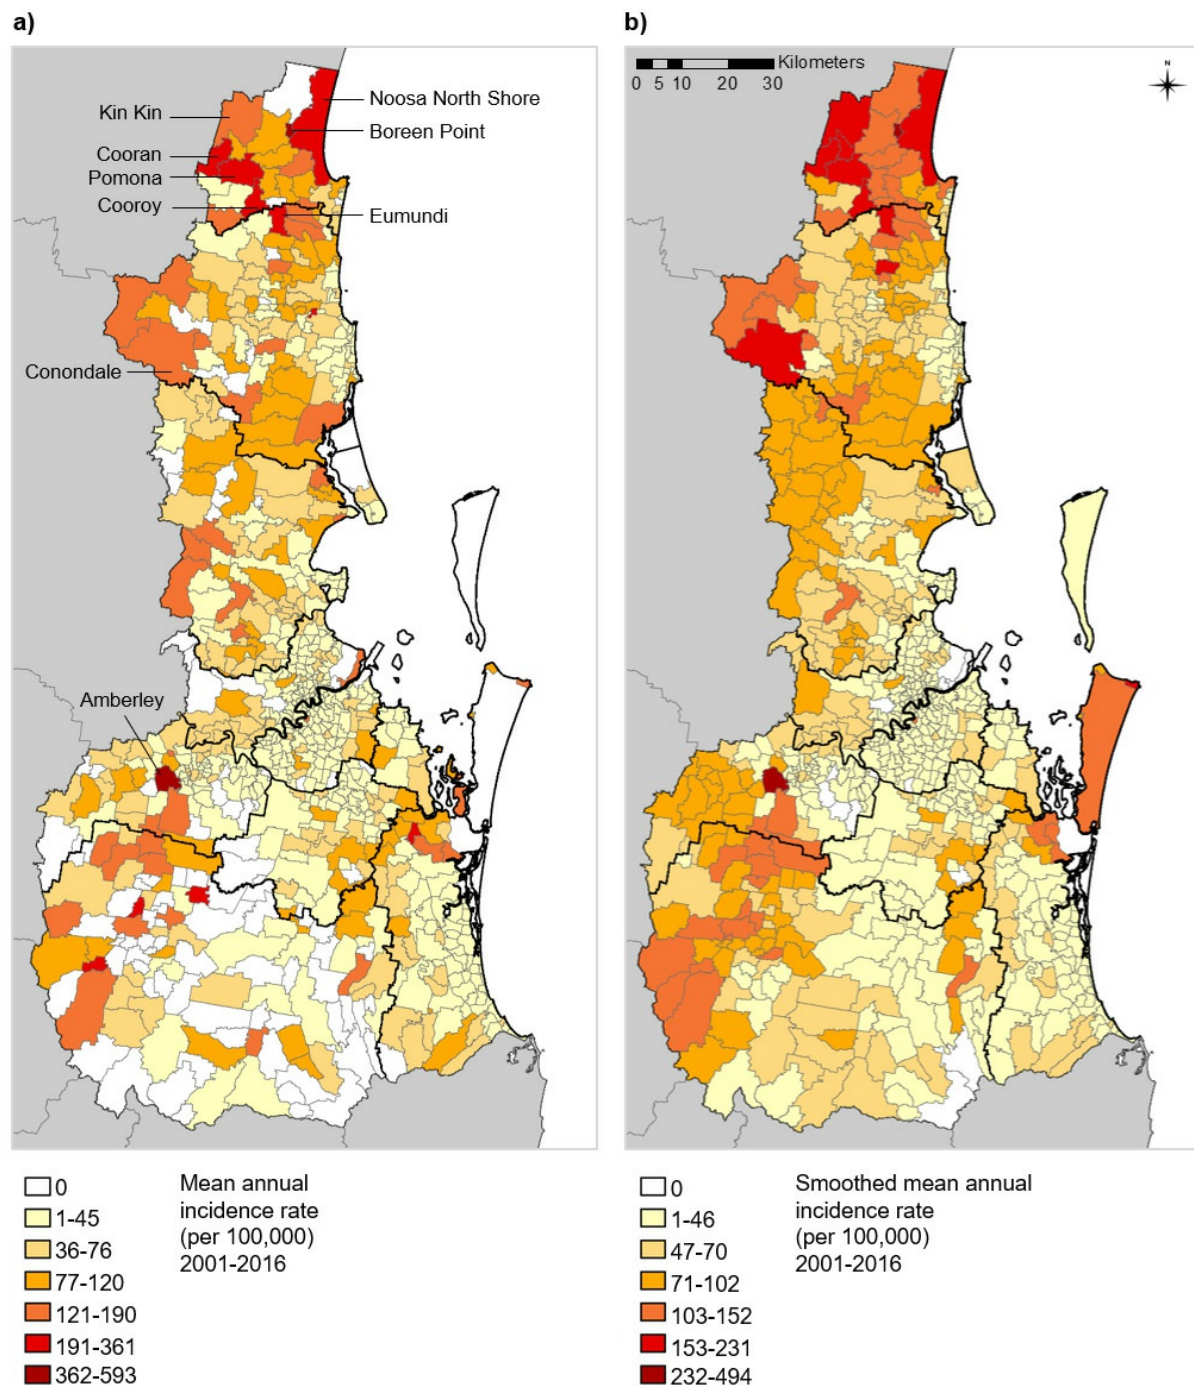 a)
b)
Kilometers
0 5 10 20 30
N
Kin Kin
Noosa North Shore
Boreen Point
Cooran
Pomona
Cooroy
Eumundi
Conondale
Amberley
0
1-45
36-76
77-120
121-190
191-361
362-593
Mean annual
incidence rate
(per 100,000)
2001-2016
0
1-46
47-70
71-102
103-152
153-231
232-494
Smoothed mean annual
incidence rate
(per 100,000)
2001-2016